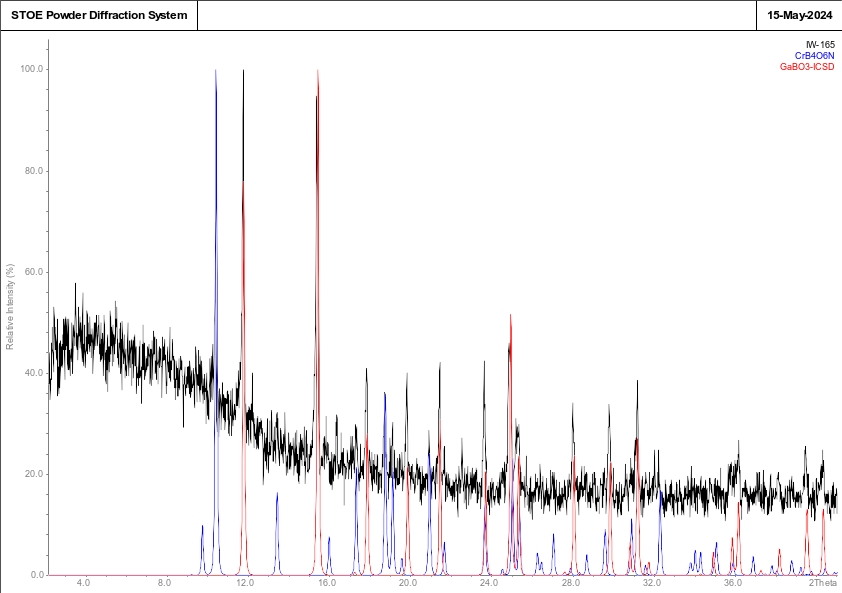 STOE Powder Diffraction System
15-May-2024
IW-165
CrB4O6N
GaBO3-ICSD
100.0
80.0
60.0
40.0
20.0
0.0
Relative Intensity (%)
4.0 8.0 12.0 16.0 20.0 24.0 28.0 32.0 36.0 2Theta